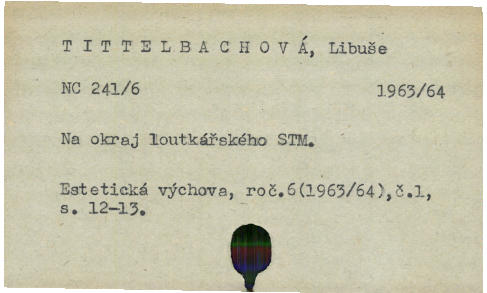 TITTELBACHOVÁ, Libuše
NC 241/6 1963/64
Na okraj loutkářského STM.
Estetická výchova, roč.6(1963/64),č.1,
s. 12-13.